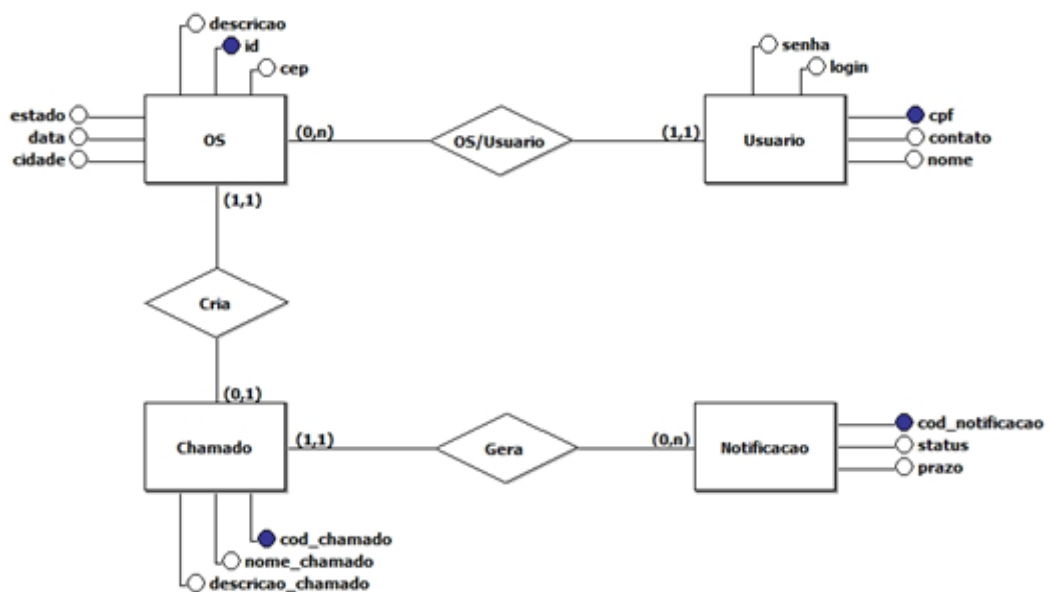 descricao
id
cep
estado
data
cidade
OS
(0,n)
OS/Usuario
(1,1)
senha
login
Usuario
cpf
contato
nome
(1,1)
Cria
(0,1)
Chamado
(1,1)
Gera
(0,n)
Notificacao
cod_notificacao
status
prazo
cod_chamado
nome_chamado
descricao_chamado